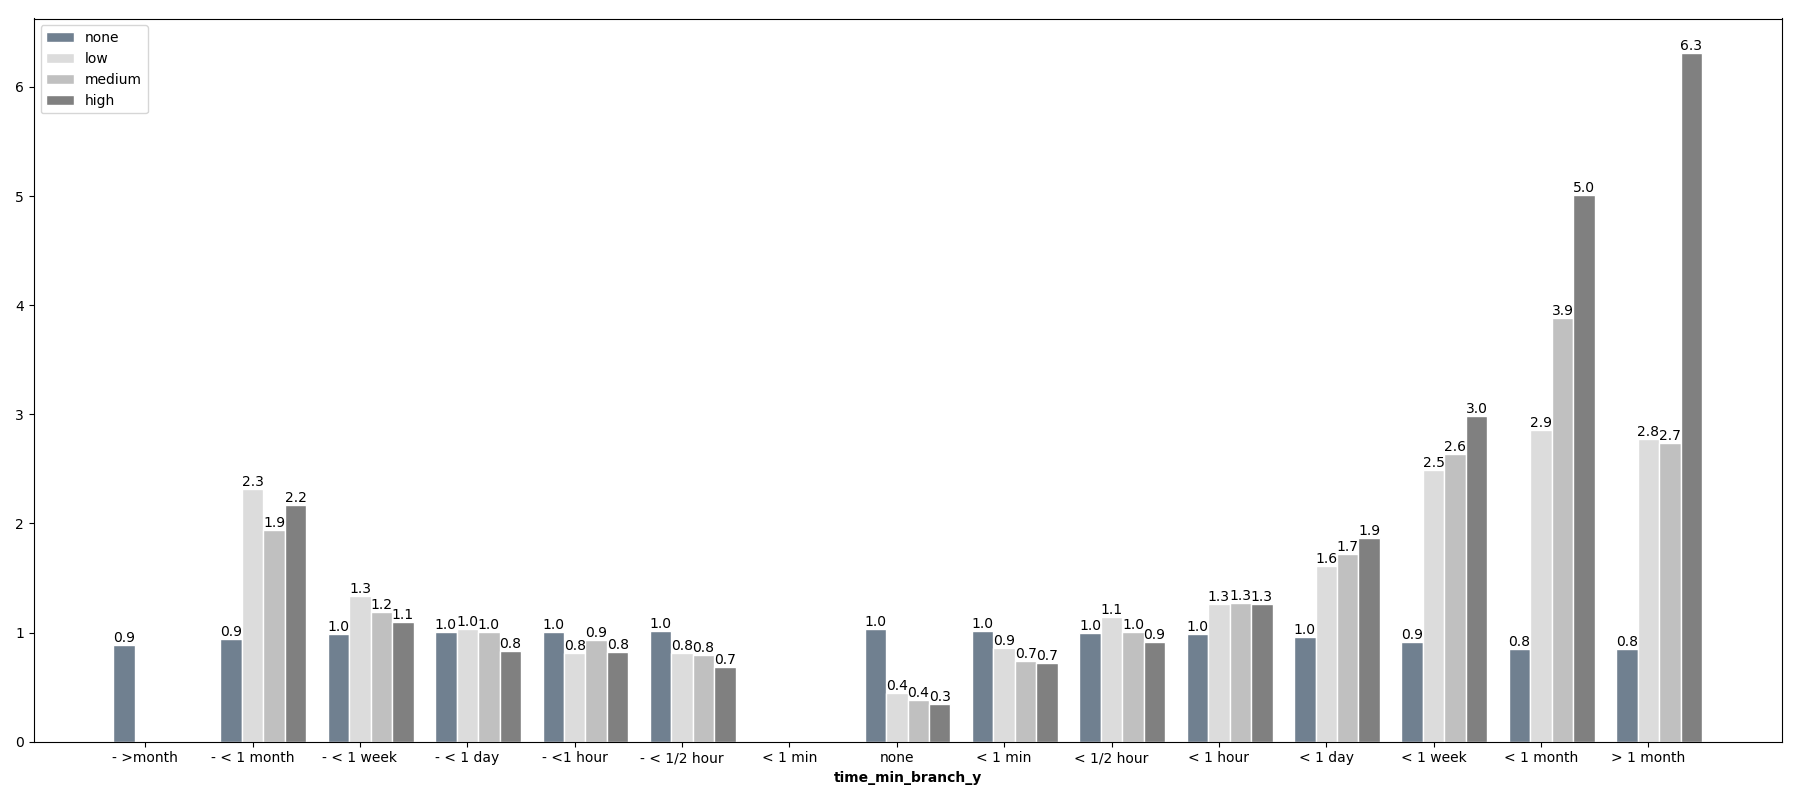 none
low
medium
high
6
5
4
3
2
1
0
0.9
0.9 2.3 1.9 2.2
1.0 1.3 1.2 1.1
1.0 1.0 1.0 0.8
1.0 0.8 0.9 0.8
1.0 0.8 0.8 0.7
1.0 0.4 0.4 0.3
1.0 0.9 0.7 0.7
1.0 1.1 1.0 0.9
1.0 1.3 1.3 1.3
1.0 1.6 1.7 1.9
0.9 2.5 2.6 3.0
0.8 2.9 3.9 5.0
0.8 2.8 2.7 6.3
- >month - < 1 month - < 1 week - < 1 day - <1 hour - < 1/2 hour < 1 min none < 1 min < 1/2 hour < 1 hour < 1 day < 1 week < 1 month > 1 month
time_min_branch_y